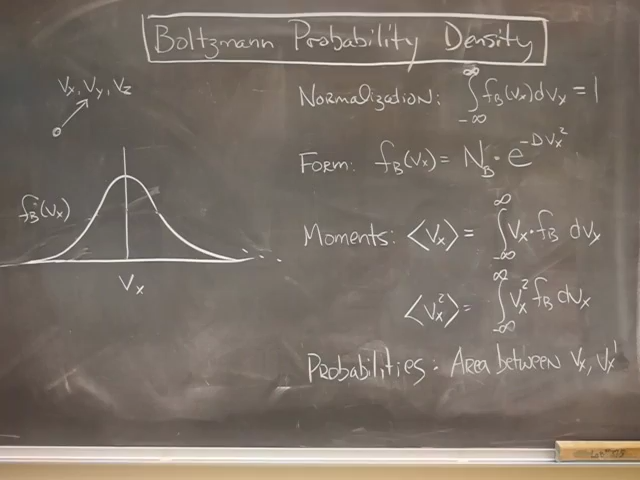 Boltzmann Probability Density
Vx, Vy, Vz
fB(Vx)
Vx
Normalization: ∫_{-∞}^{∞} fB(Vx) dVx = 1
Form: fB(Vx) = NB · e^{-DVx²}
Moments: ⟨Vx⟩ = ∫_{-∞}^{∞} Vx · fB dVx
⟨Vx²⟩ = ∫_{-∞}^{∞} Vx² fB dVx
Probabilities: Area between Vx, Vx'